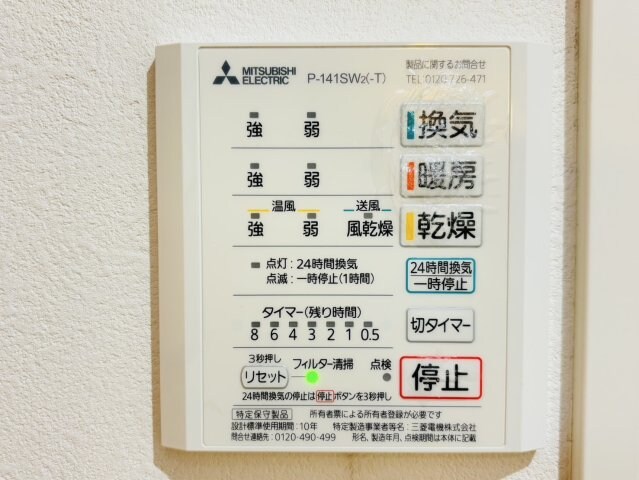 MITSUBISHI ELECTRIC P-141SW2(-T)
製品に関するお問合せ
TEL 0120-726-471
強 弱 換気
強 弱 暖房
温風 送風
強 弱 風乾燥 乾燥
点灯：24時間換気
点滅：一時停止(1時間)
24時間換気
一時停止
タイマー(残り時間)
8 6 4 3 2 1 0.5
切タイマー
3秒押し
リセット フィルター清掃 点検
停止
24時間換気の停止は停止ボタンを3秒押し
特定保守製品 所有者票による所有者登録が必要です
設計標準使用期間：10年 特定製造事業者等名：三菱電機株式会社
問合せ連絡先：0120-490-499 形名、製造年月、点検期間は本体に記載